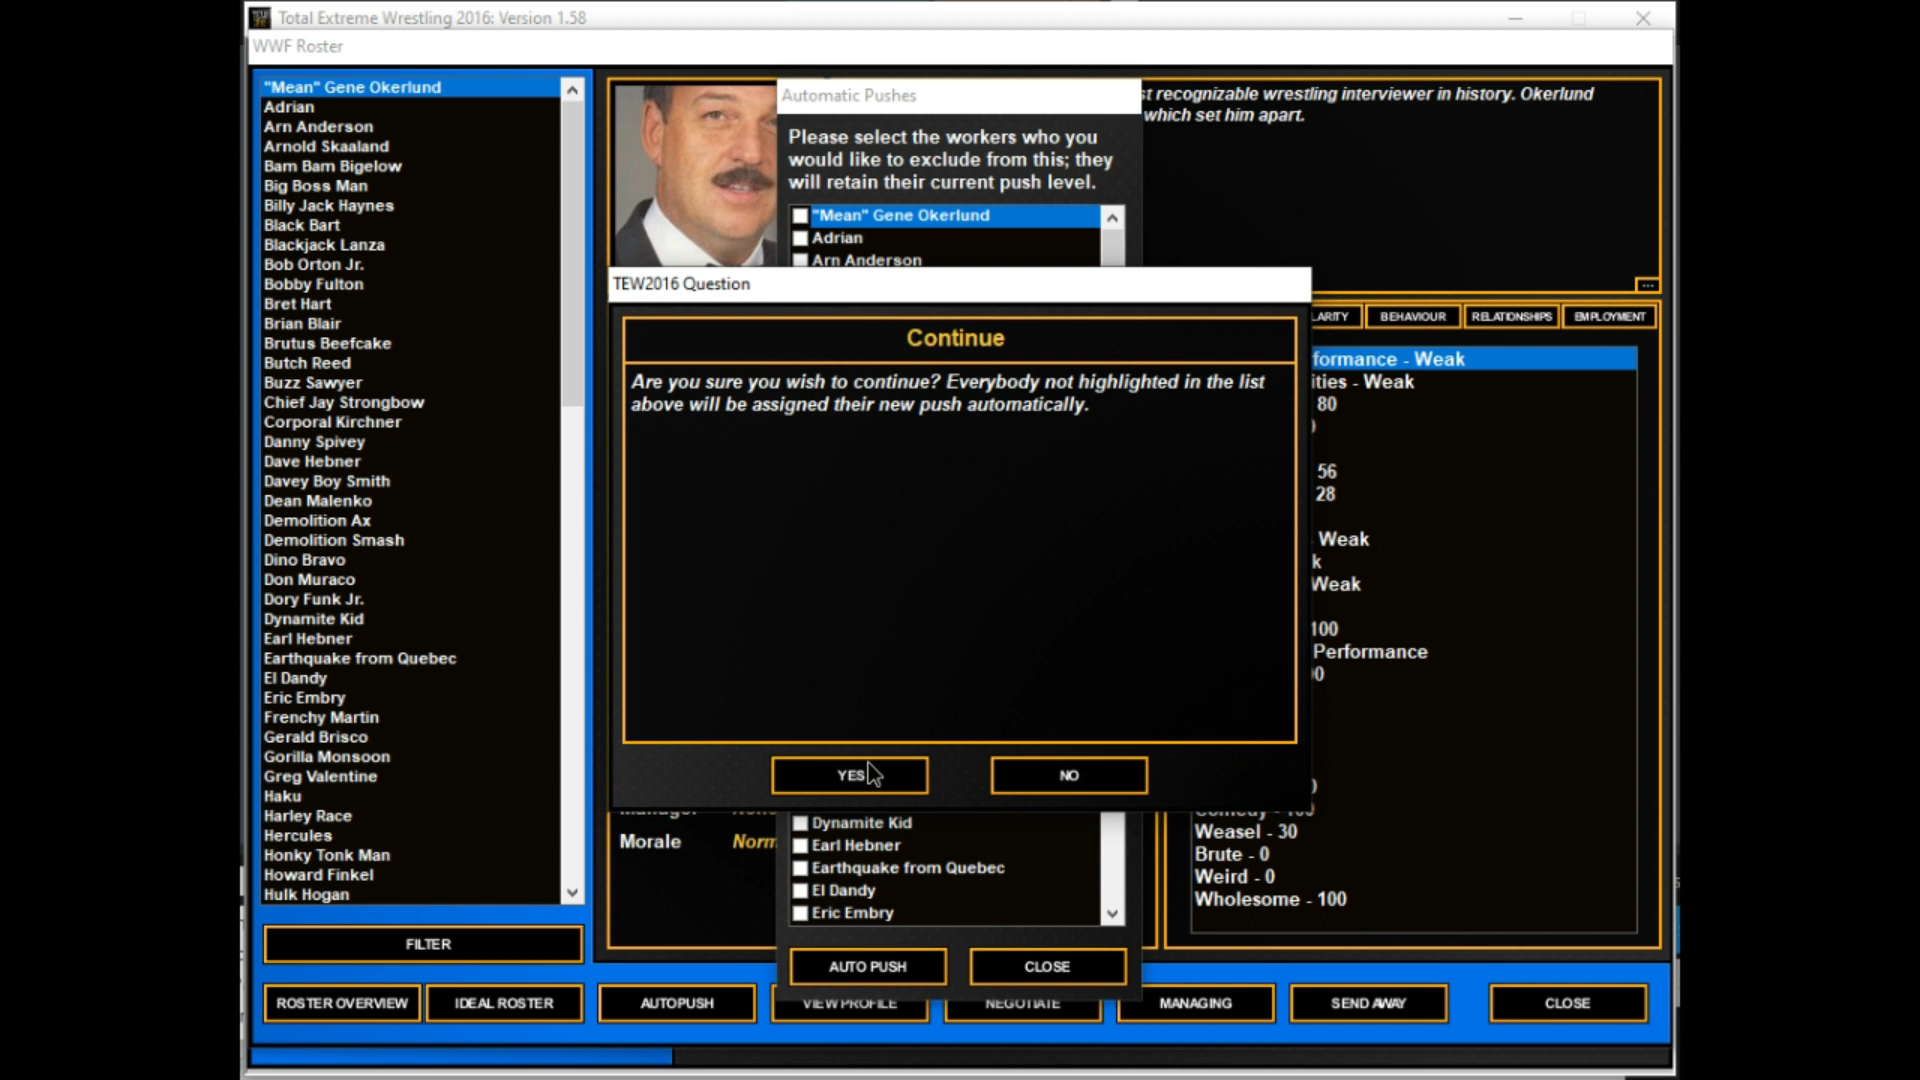 Total Extreme Wrestling 2016: Version 1.58
WWF Roster
"Mean" Gene Okerlund
Adrian
Arn Anderson
Arnold Skaaland
Bam Bam Bigelow
Big Boss Man
Billy Jack Haynes
Black Bart
Blackjack Lanza
Bob Orton Jr.
Bobby Fulton
Bret Hart
Brian Blair
Brutus Beefcake
Butch Reed
Buzz Sawyer
Chief Jay Strongbow
Corporal Kirchner
Danny Spivey
Dave Hebner
Davey Boy Smith
Dean Malenko
Demolition Ax
Demolition Smash
Dino Bravo
Don Muraco
Dory Funk Jr.
Dynamite Kid
Earl Hebner
Earthquake from Quebec
El Dandy
Eric Embry
Frenchy Martin
Gerald Brisco
Gorilla Monsoon
Greg Valentine
Haku
Harley Race
Hercules
Honky Tonk Man
Howard Finkel
Hulk Hogan
FILTER
ROSTER OVERVIEW
IDEAL ROSTER
AUTOPUSH
VIEW PROFILE
NEGOTIATE
MANAGING
SEND AWAY
CLOSE
Automatic Pushes
Please select the workers who you
would like to exclude from this; they
will retain their current push level.
"Mean" Gene Okerlund
Adrian
Arn Anderson
TEW2016 Question
Continue
Are you sure you wish to continue? Everybody not highlighted in the list
above will be assigned their new push automatically.
YES
NO
Dynamite Kid
Earl Hebner
Earthquake from Quebec
El Dandy
Eric Embry
AUTO PUSH
CLOSE
Morale Norm
recognizable wrestling interviewer in history. Okerlund
which set him apart.
...
LARITY
BEHAVIOUR
RELATIONSHIPS
EMPLOYMENT
formance - Weak
ities - Weak
80
56
28
Weak
k
Weak
100
Performance
Weasel - 30
Brute - 0
Weird - 0
Wholesome - 100